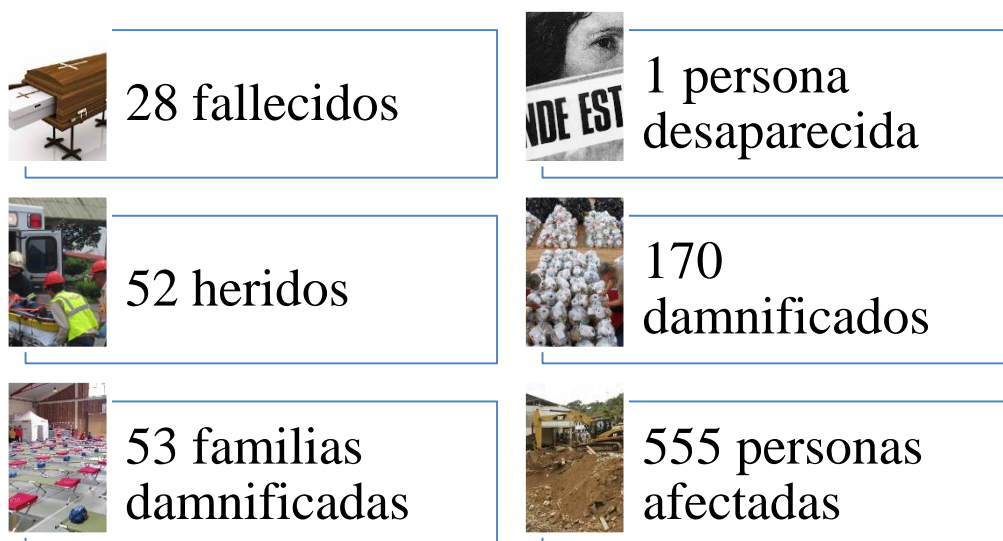 28 fallecidos
1 persona
desaparecida
NDE EST
52 heridos
170
damnificados
53 familias
damnificadas
555 personas
afectadas